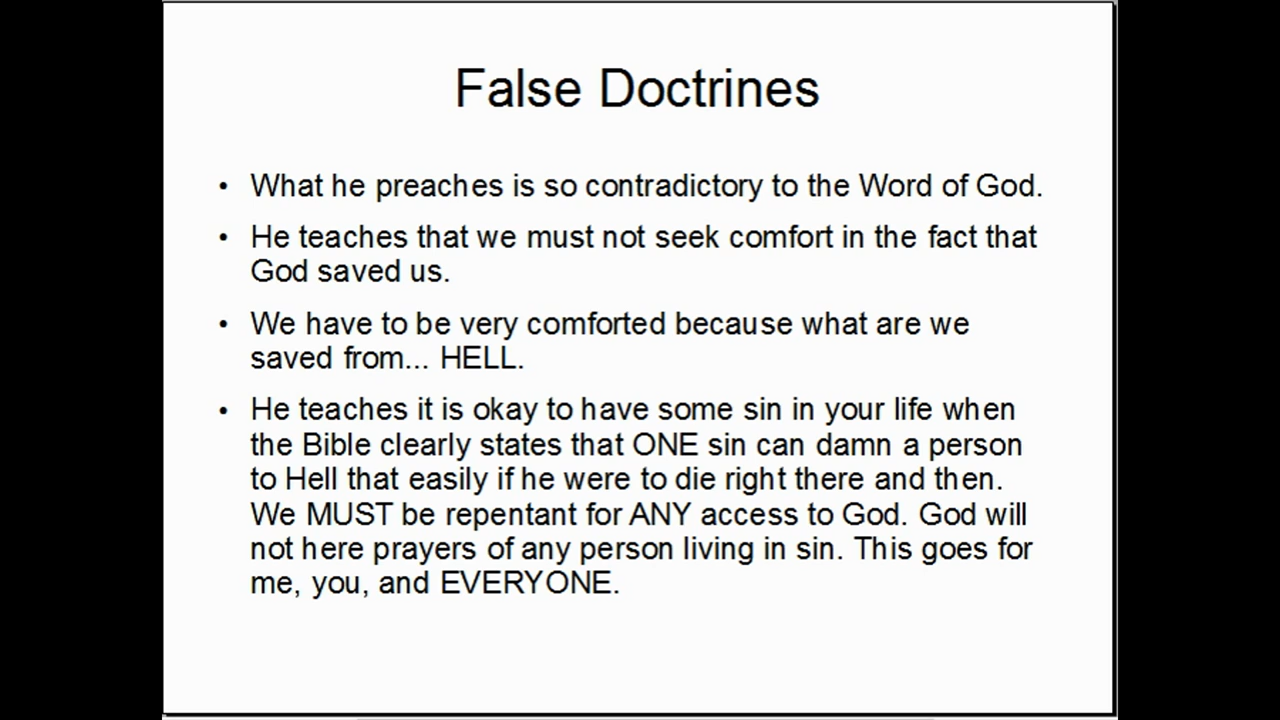 False Doctrines
• What he preaches is so contradictory to the Word of God.
• He teaches that we must not seek comfort in the fact that
God saved us.
• We have to be very comforted because what are we
saved from... HELL.
• He teaches it is okay to have some sin in your life when
the Bible clearly states that ONE sin can damn a person
to Hell that easily if he were to die right there and then.
We MUST be repentant for ANY access to God. God will
not here prayers of any person living in sin. This goes for
me, you, and EVERYONE.